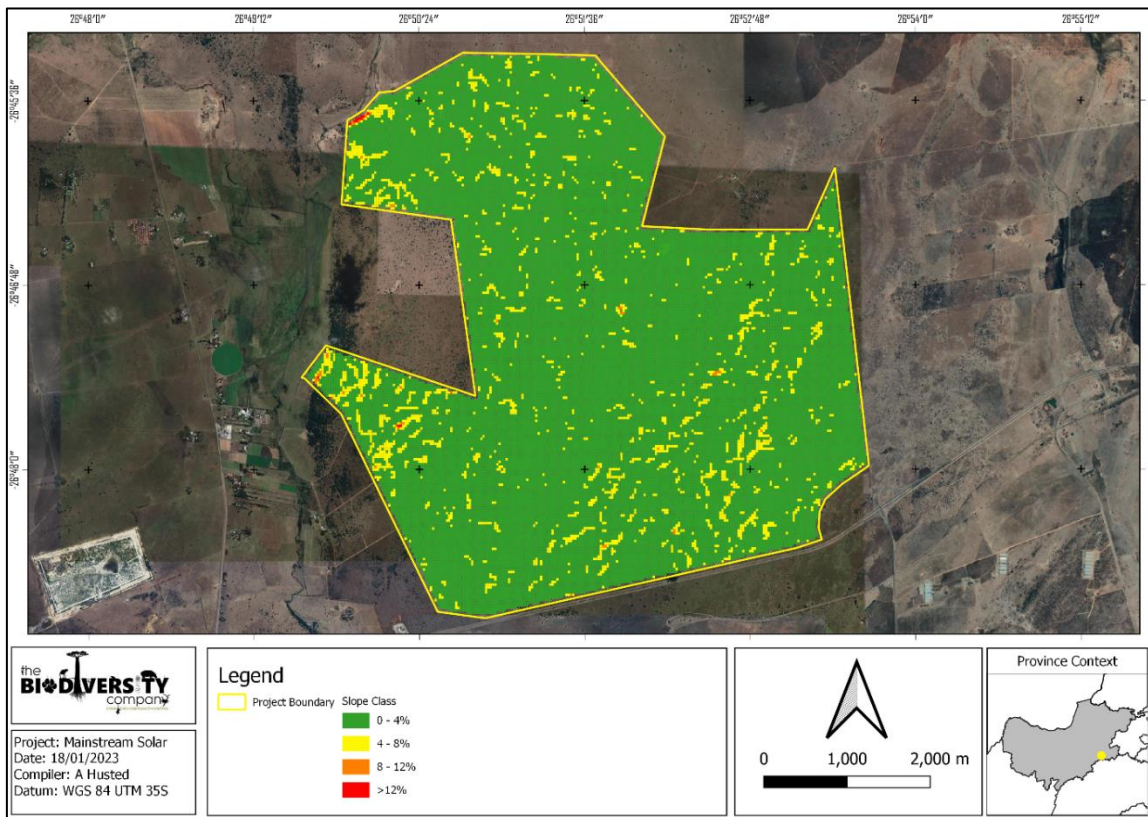 26°48'0" 26°49'12" 26°50'24" 26°51'36" 26°52'48" 26°54'0" 26°55'12"
-26°45'36"
-26°46'48"
-26°48'0"
the
BIODIVERSITY
company
Project: Mainstream Solar
Date: 18/01/2023
Compiler: A Husted
Datum: WGS 84 UTM 35S
Legend
Project Boundary
Slope Class
0 - 4%
4 - 8%
8 - 12%
>12%
0 1,000 2,000 m
Province Context